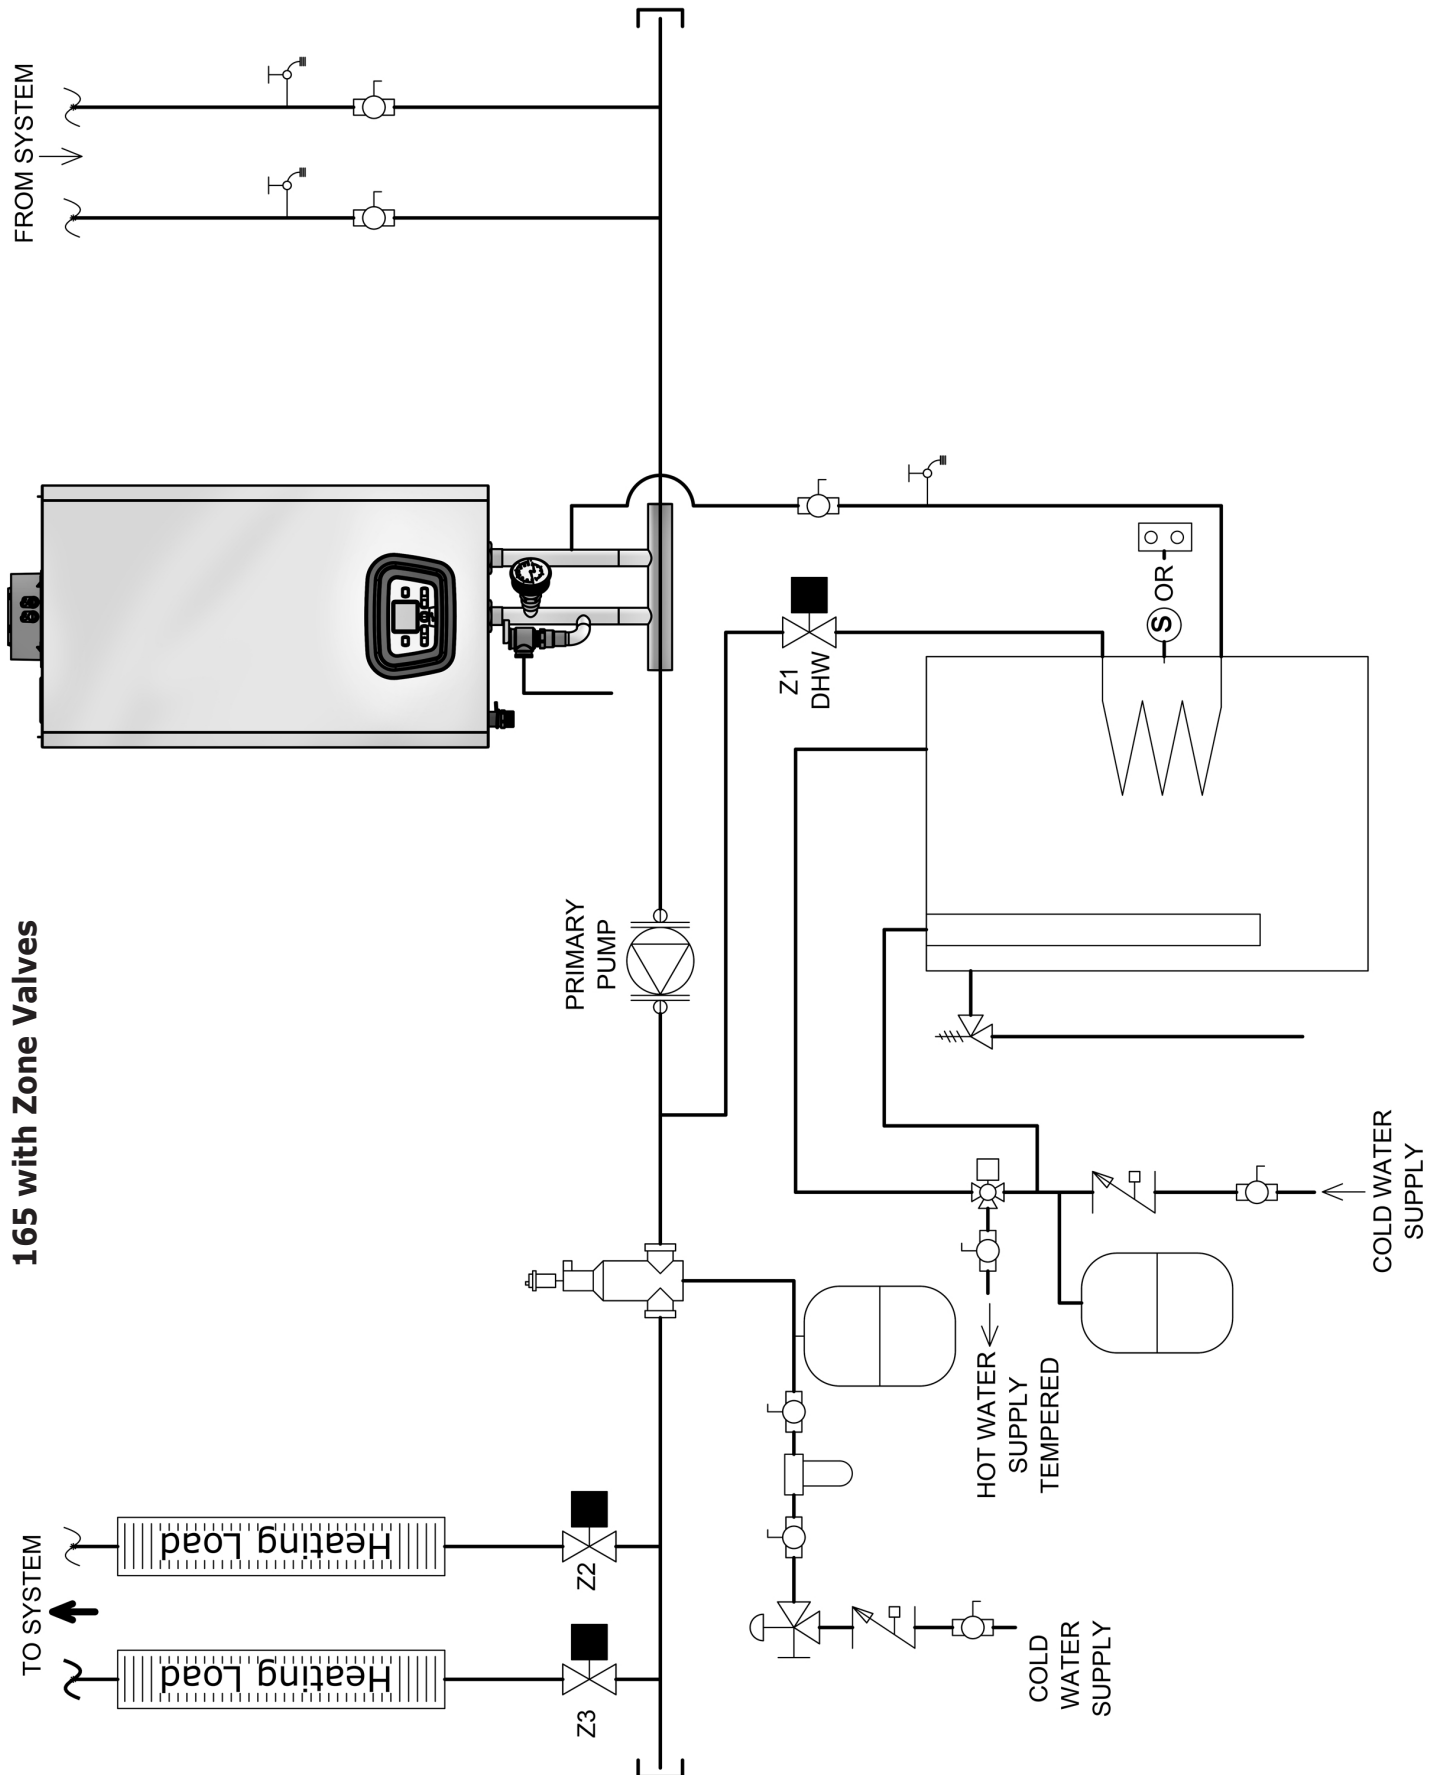 165 with Zone Valves
TO SYSTEM
FROM SYSTEM
Heating Load
Heating Load
Z3
Z2
PRIMARY
PUMP
Z1
DHW
S
OR
HOT WATER
SUPPLY
TEMPERED
COLD
WATER
SUPPLY
COLD WATER
SUPPLY